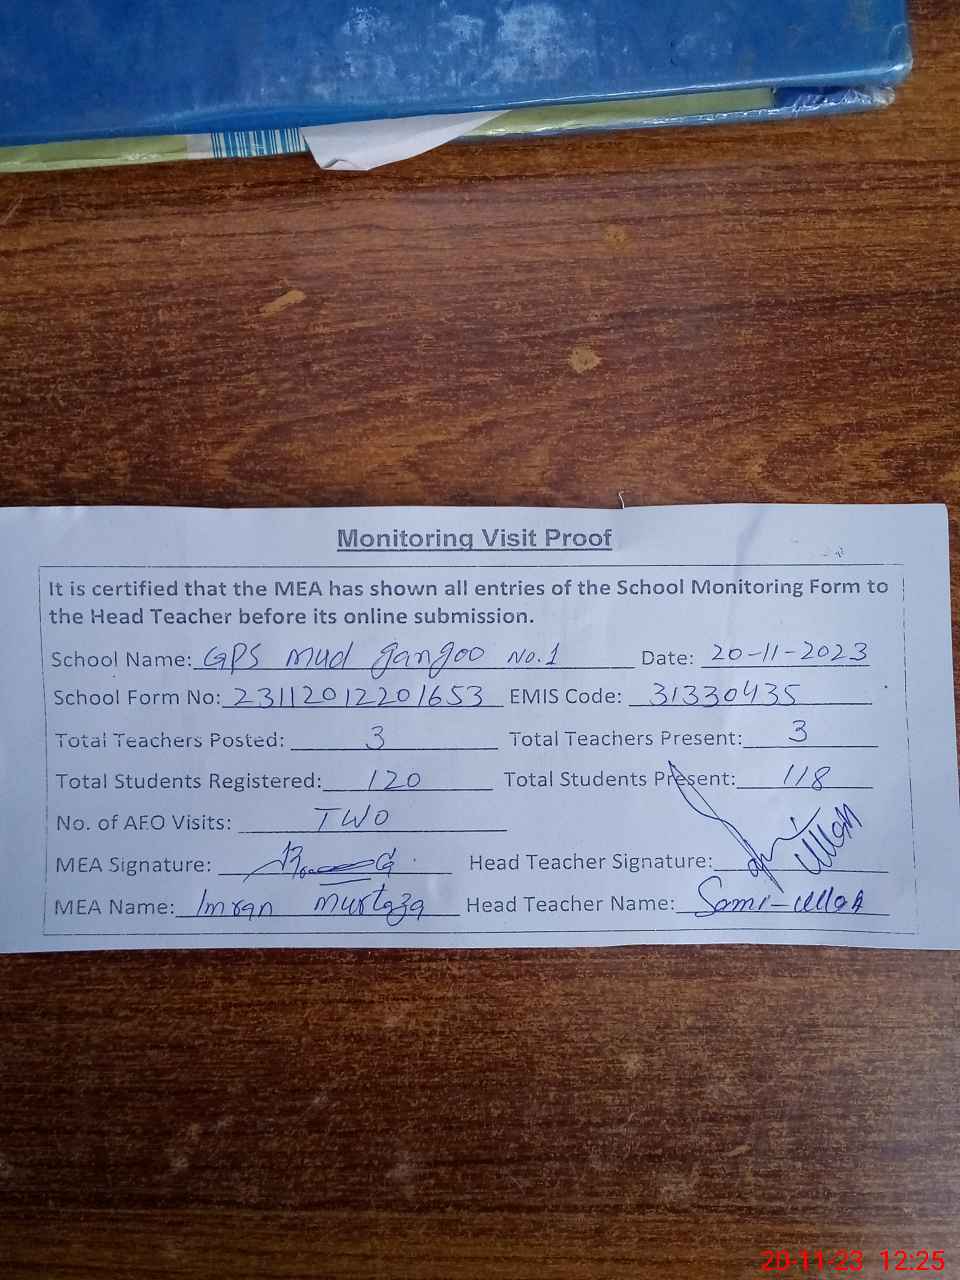 Monitoring Visit Proof
It is certified that the MEA has shown all entries of the School Monitoring Form to
the Head Teacher before its online submission.
School Name: GPS Mud Gangoo No.1 Date: 20-11-2023
School Form No: 231120122201653 EMIS Code: 31330435
Total Teachers Posted: 3 Total Teachers Present: 3
Total Students Registered: 120 Total Students Present: 118
No. of AEO Visits: TWO
MEA Signature: Head Teacher Signature:
MEA Name: Imran Murtaza Head Teacher Name: Sami-ullah
20-11-23 12:25